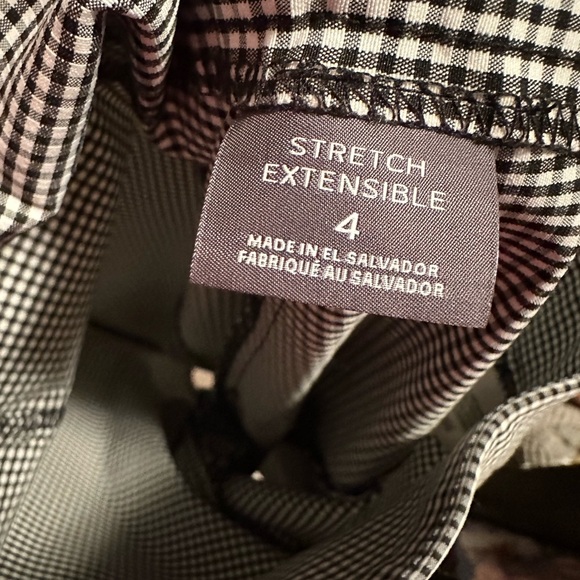 STRETCH
EXTENSIBLE
4
MADE IN EL SALVADOR
FABRIQUÉ AU SALVADOR